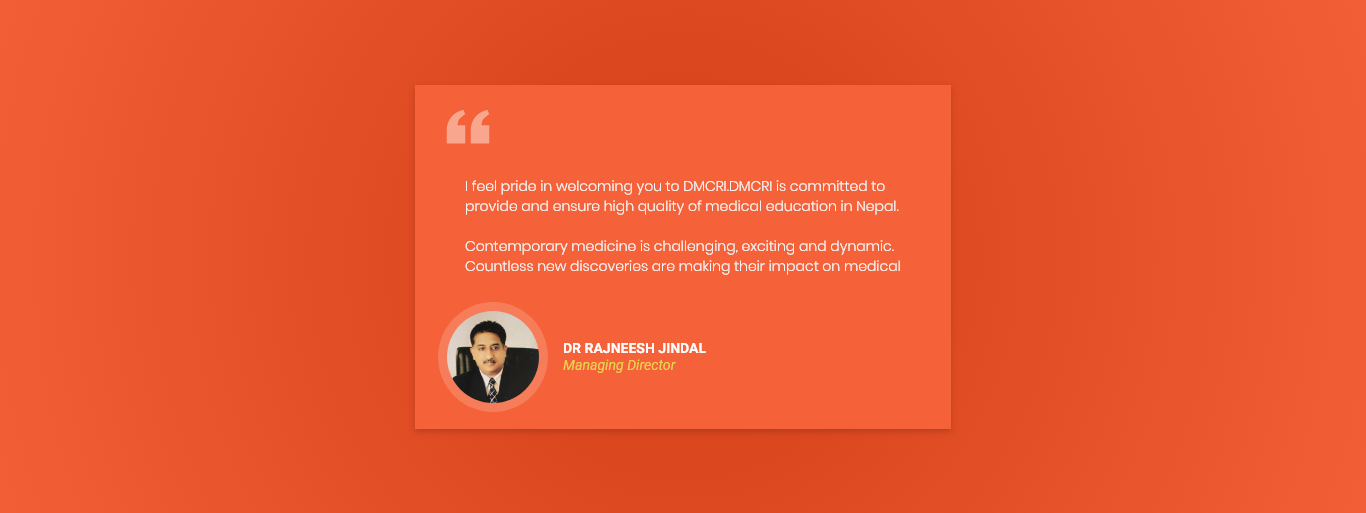 “
I feel pride in welcoming you to DMCRI.DMCRI is committed to
provide and ensure high quality of medical education in Nepal.
Contemporary medicine is challenging, exciting and dynamic.
Countless new discoveries are making their impact on medical
DR RAJNEESH JINDAL
Managing Director